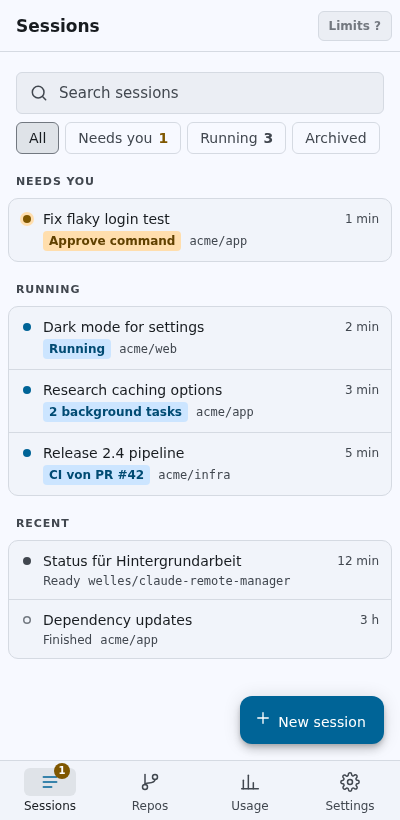 Sessions
Limits ?
Search sessions
All
Needs you 1
Running 3
Archived
NEEDS YOU
Fix flaky login test
1 min
Approve command acme/app
RUNNING
Dark mode for settings
2 min
Running acme/web
Research caching options
3 min
2 background tasks acme/app
Release 2.4 pipeline
5 min
CI von PR #42 acme/infra
RECENT
Status für Hintergrundarbeit
12 min
Ready welles/claude-remote-manager
Dependency updates
3 h
Finished acme/app
New session
1
Sessions
Repos
Usage
Settings